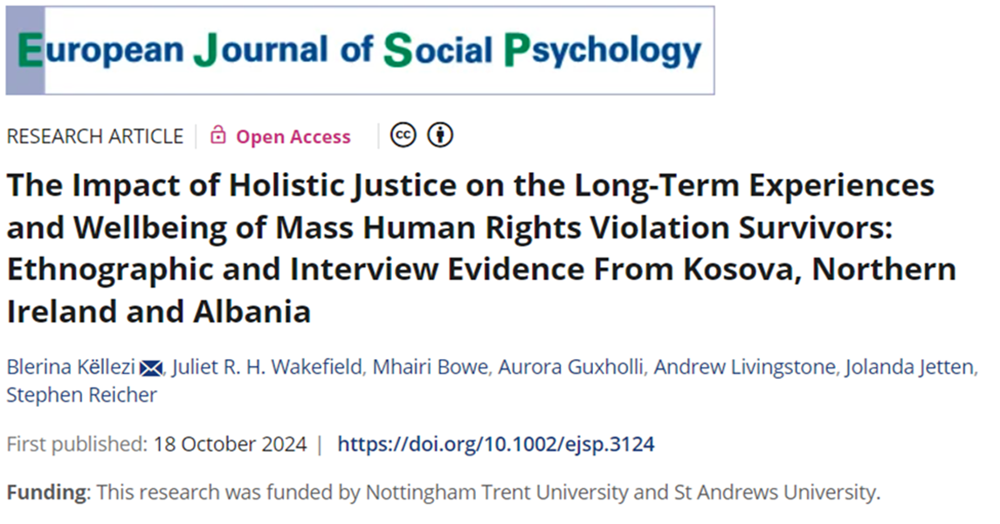 European Journal of Social Psychology
RESEARCH ARTICLE Open Access cc
The Impact of Holistic Justice on the Long-Term Experiences
and Wellbeing of Mass Human Rights Violation Survivors:
Ethnographic and Interview Evidence From Kosova, Northern
Ireland and Albania
Blerina Këllezi, Juliet R. H. Wakefield, Mhairi Bowe, Aurora Guxholli, Andrew Livingstone, Jolanda Jetten,
Stephen Reicher
First published: 18 October 2024 | https://doi.org/10.1002/ejsp.3124
Funding: This research was funded by Nottingham Trent University and St Andrews University.